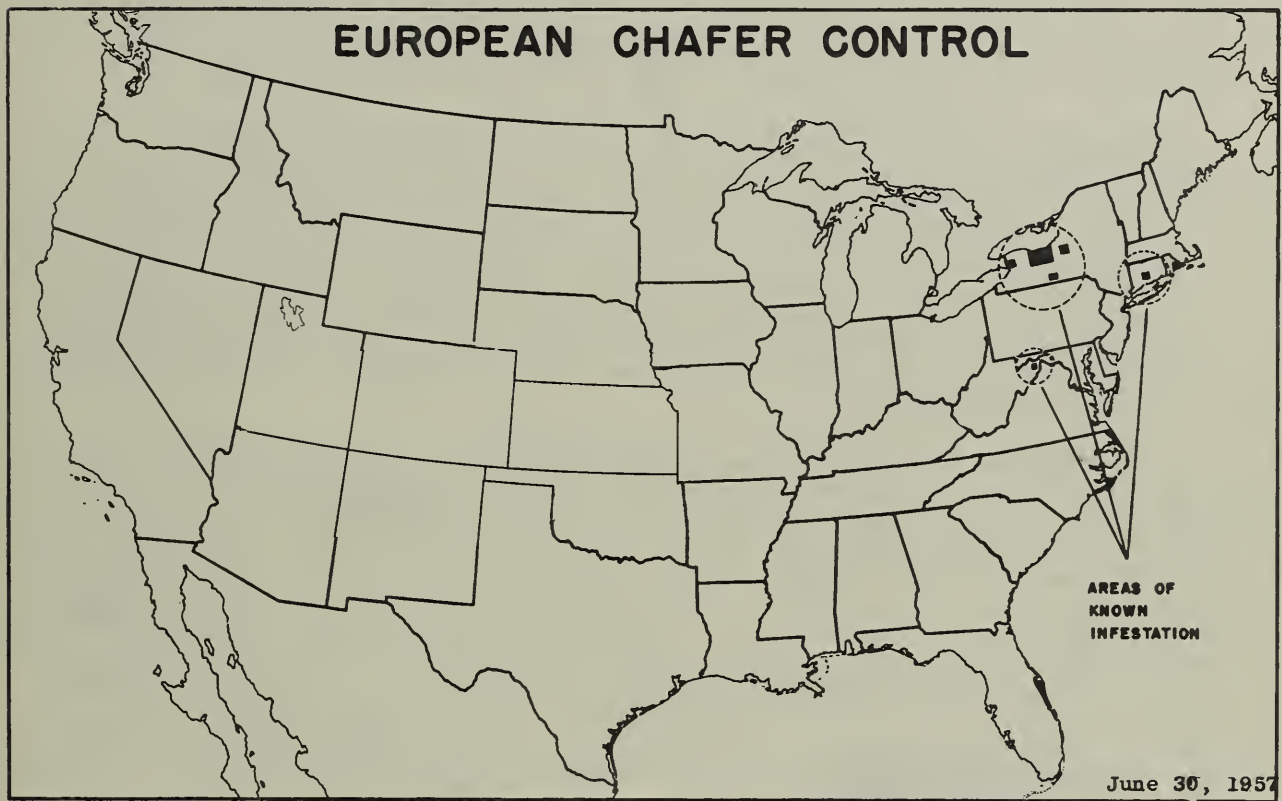 EUROPEAN CHAFER CONTROL
AREAS OF
KNOWN
INFESTATION
June 30, 1957